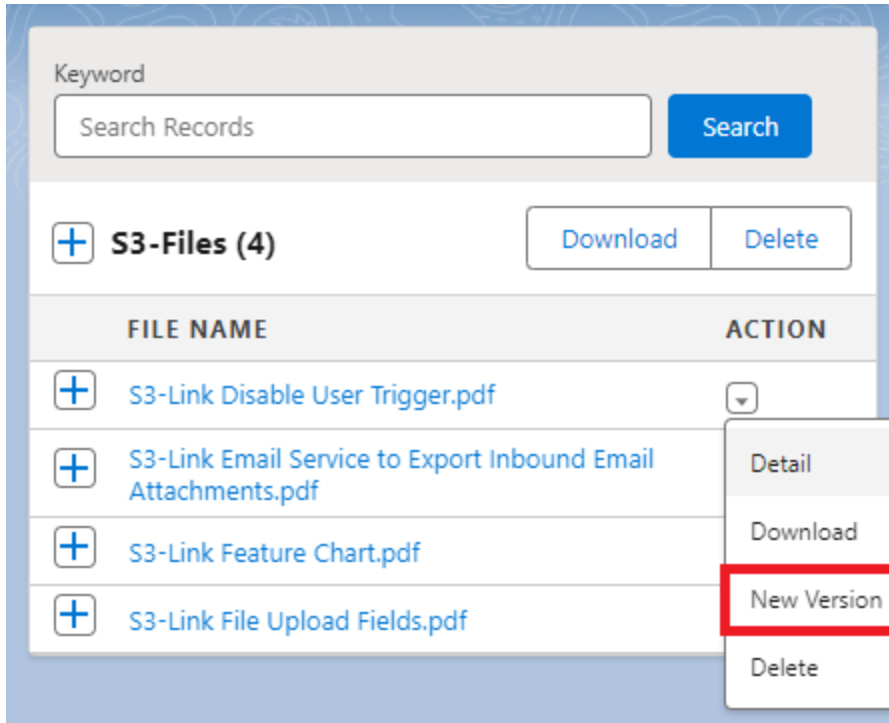 Keyword
Search Records
Search
S3-Files (4)
Download
Delete
FILE NAME
ACTION
S3-Link Disable User Trigger.pdf
S3-Link Email Service to Export Inbound Email
Attachments.pdf
S3-Link Feature Chart.pdf
S3-Link File Upload Fields.pdf
Detail
Download
New Version
Delete